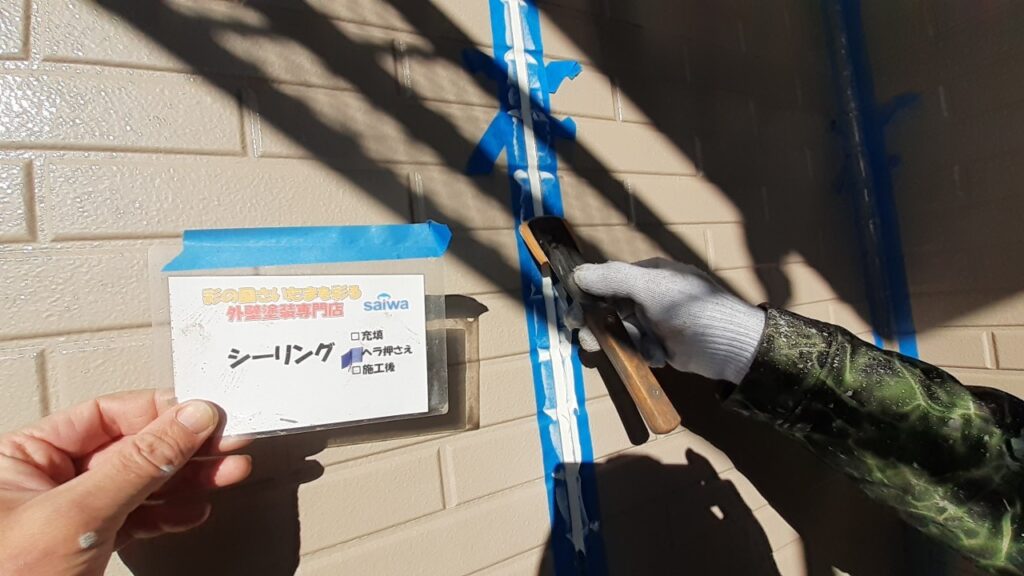 彩の国さいたまを彩る
外壁塗装専門店
saiwa
シーリング
□充填
ヘラ押さえ
□施工後